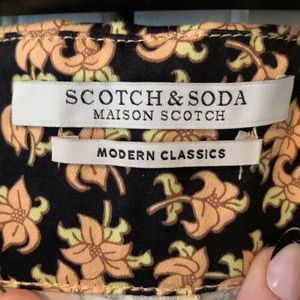 SCOTCH & SODA
MAISON SCOTCH
MODERN CLASSICS